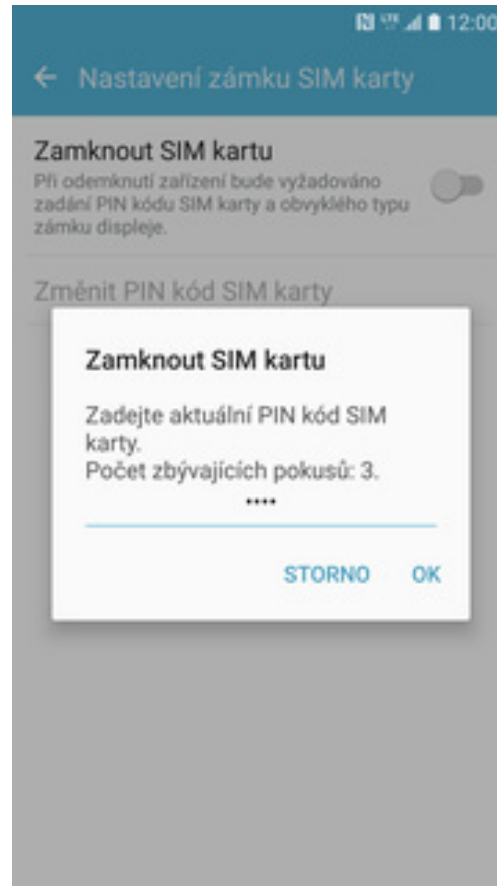 12:00
Nastavení zámku SIM karty
Zamknout SIM kartu
Při odemknutí zařízení bude vyžadováno
zadání PIN kódu SIM karty a obvyklého typu
zámku displeje.
Změnit PIN kód SIM karty
Zamknout SIM kartu
Zadejte aktuální PIN kód SIM
karty.
Počet zbývajících pokusů: 3.
••••
STORNO OK